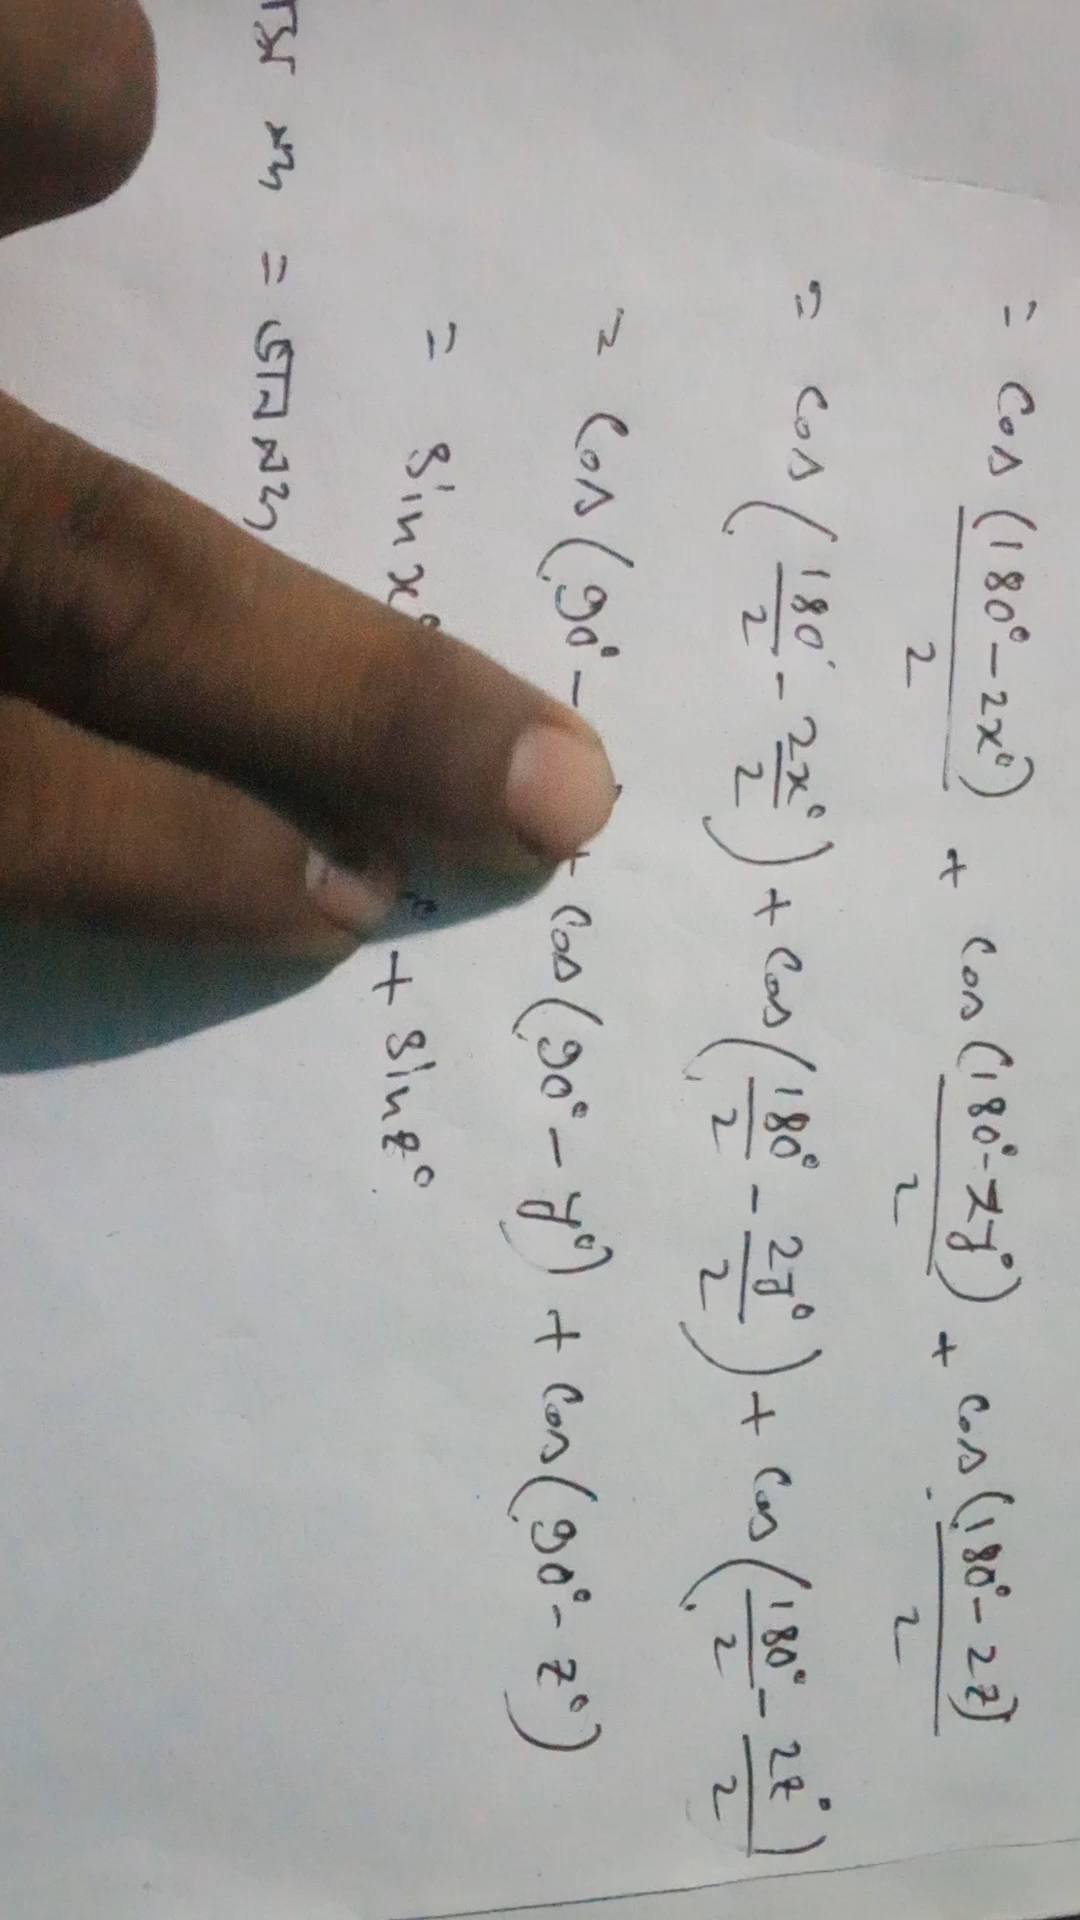 = cos (180° - 2x°)/2 + cos (180° - 2y°)/2 + cos (180° - 2z)/2
= cos (180/2 - 2x°/2) + cos (180°/2 - 2y°/2) + cos (180°/2 - 2z°/2)
= cos (90° - + cos (90° - y°) + cos (90° - z°)
= sin x° + sin z°
পক্ষ = ডানপক্ষ